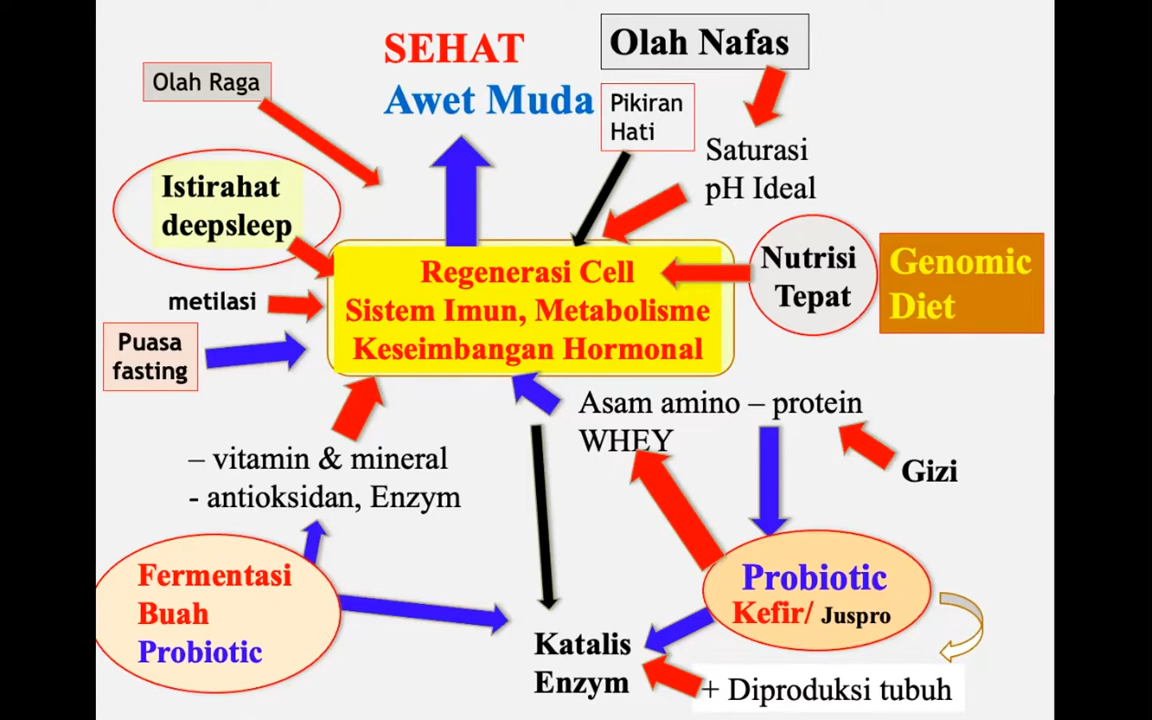 SEHAT
Awet Muda
Olah Nafas
Olah Raga
Pikiran
Hati
Saturasi
pH Ideal
Istirahat
deepsleep
Nutrisi
Tepat
Genomic
Diet
Regenerasi Cell
Sistem Imun, Metabolisme
Keseimbangan Hormonal
metilasi
Puasa
fasting
Asam amino – protein
WHEY
Gizi
– vitamin & mineral
- antioksidan, Enzym
Fermentasi
Buah
Probiotic
Probiotic
Kefir/ Juspro
Katalis
Enzym
+ Diproduksi tubuh